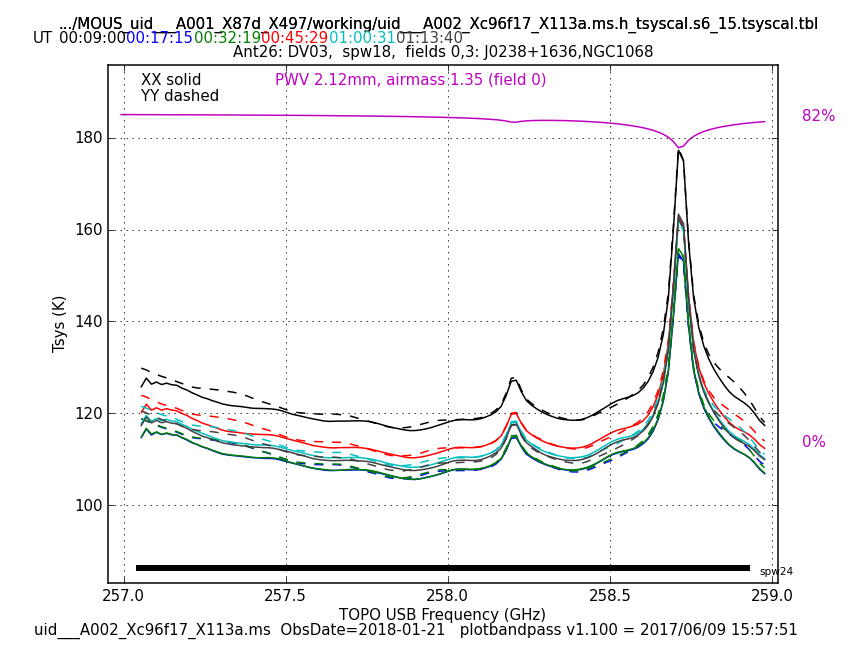 .../MOUS_uid___A001_X87d_X497/working/uid___A002_Xc96f17_X113a.ms.h_tsyscal.s6_15.tsyscal.tbl
UT 00:09:00 00:17:15 00:32:19 00:45:29 01:00:31 01:13:40
Ant26: DV03, spw18, fields 0,3: J0238+1636,NGC1068
XX solid
PWV 2.12mm, airmass 1.35 (field 0)
YY dashed
82%
180
160
140
120
100
Tsys (K)
0%
spw24
257.0 257.5 258.0 258.5 259.0
TOPO USB Frequency (GHz)
uid___A002_Xc96f17_X113a.ms ObsDate=2018-01-21 plotbandpass v1.100 = 2017/06/09 15:57:51